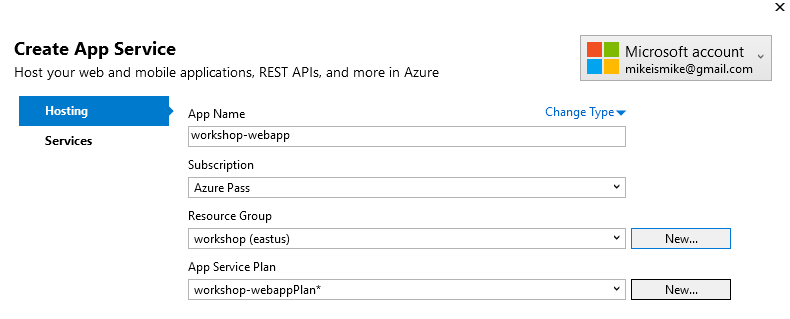 Create App Service
Host your web and mobile applications, REST APIs, and more in Azure
Microsoft account
mikeismike@gmail.com
Hosting
Services
App Name
Change Type
workshop-webapp
Subscription
Azure Pass
Resource Group
workshop (eastus)
New...
App Service Plan
workshop-webappPlan*
New...